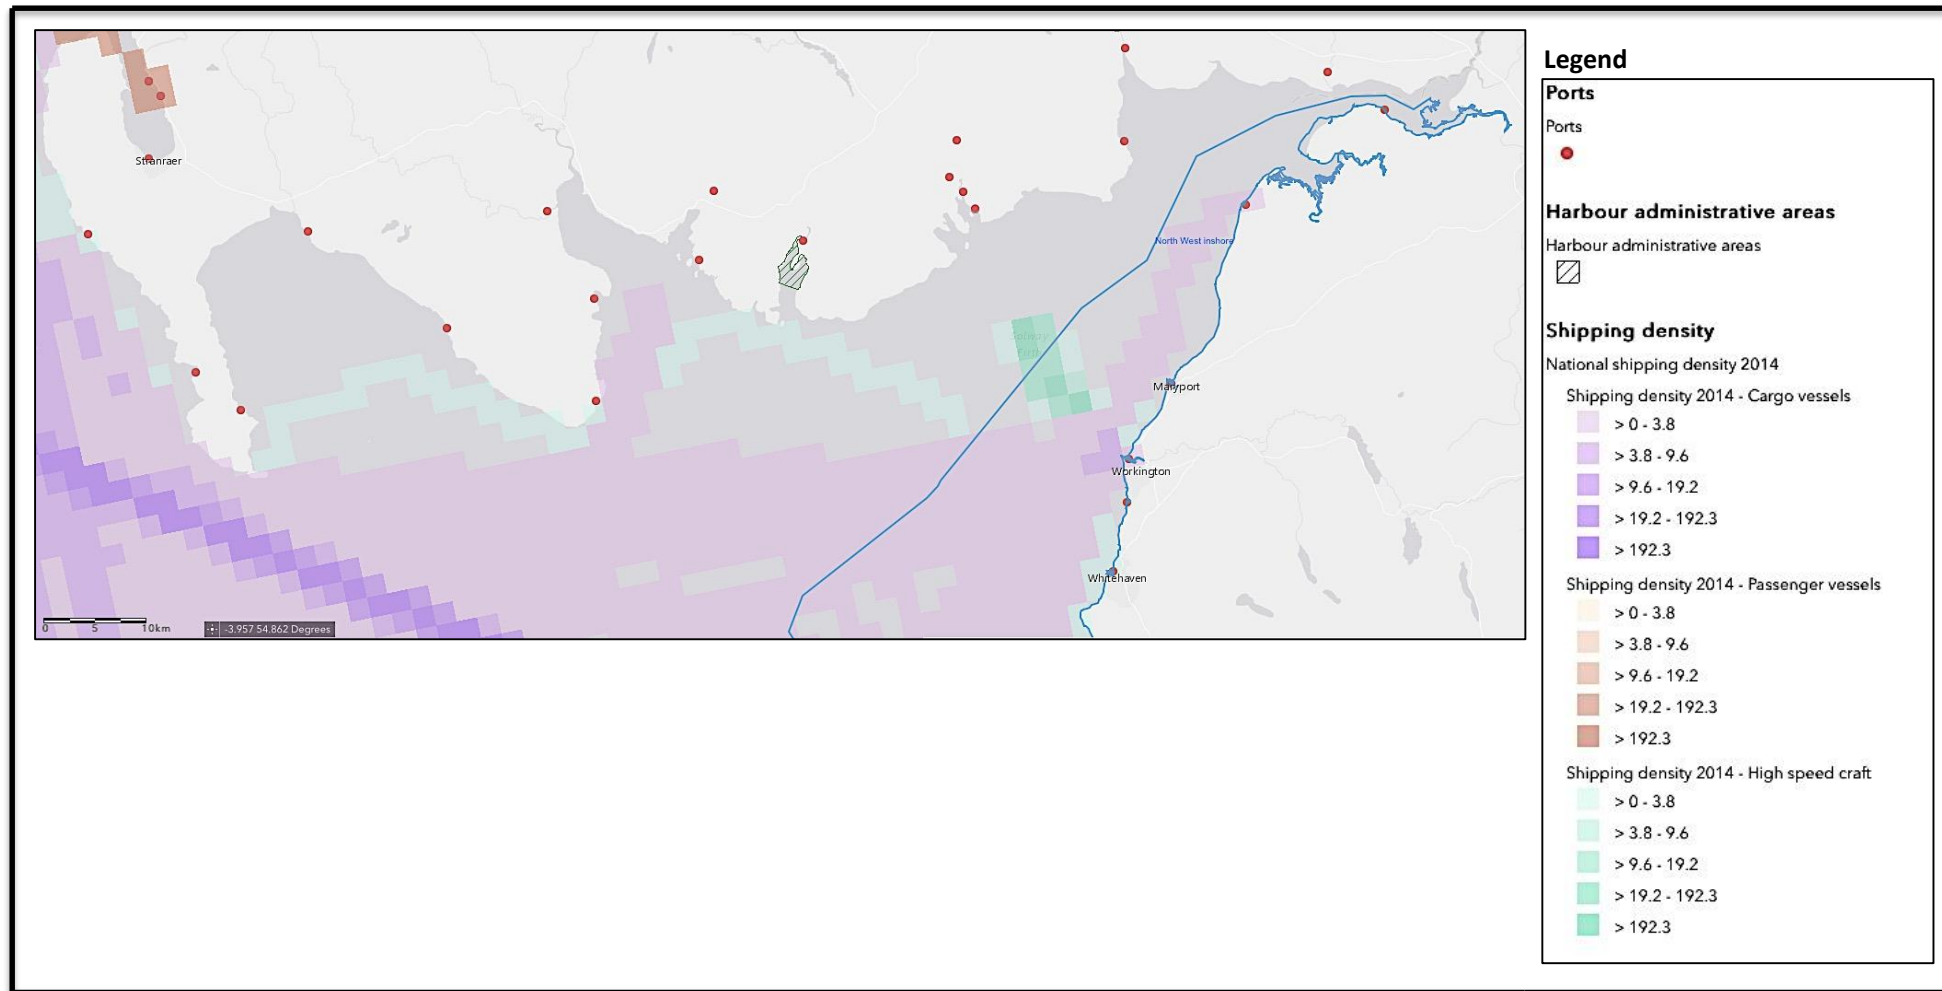 Stranraer
North West inshore
Solway
Firth
Maryport
Workington
Whitehaven
0 5 10km
-3.957 54.862 Degrees
Legend
Ports
Ports
Harbour administrative areas
Harbour administrative areas
Shipping density
National shipping density 2014
Shipping density 2014 - Cargo vessels
> 0 - 3.8
> 3.8 - 9.6
> 9.6 - 19.2
> 19.2 - 192.3
> 192.3
Shipping density 2014 - Passenger vessels
> 0 - 3.8
> 3.8 - 9.6
> 9.6 - 19.2
> 19.2 - 192.3
> 192.3
Shipping density 2014 - High speed craft
> 0 - 3.8
> 3.8 - 9.6
> 9.6 - 19.2
> 19.2 - 192.3
> 192.3